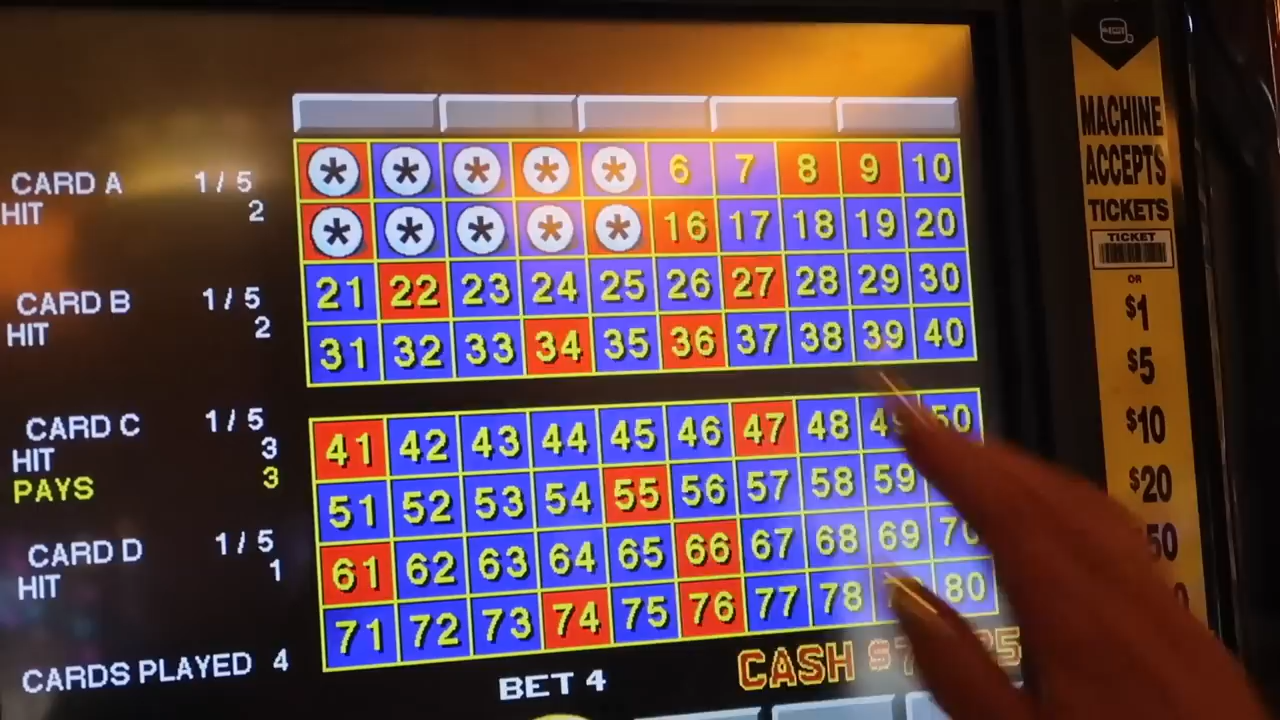 CARD A 1/5
HIT 2
CARD B 1/5
HIT 2
CARD C 1/5
HIT 3
PAYS 3
CARD D 1/5
HIT 1
CARDS PLAYED 4
* * * * * 6 7 8 9 10
* * * * * 16 17 18 19 20
21 22 23 24 25 26 27 28 29 30
31 32 33 34 35 36 37 38 39 40
41 42 43 44 45 46 47 48 49 50
51 52 53 54 55 56 57 58 59
61 62 63 64 65 66 67 68 69 70
71 72 73 74 75 76 77 78 80
BET 4
CASH
MACHINE
ACCEPTS
TICKETS
TICKET
OR
$1
$5
$10
$20